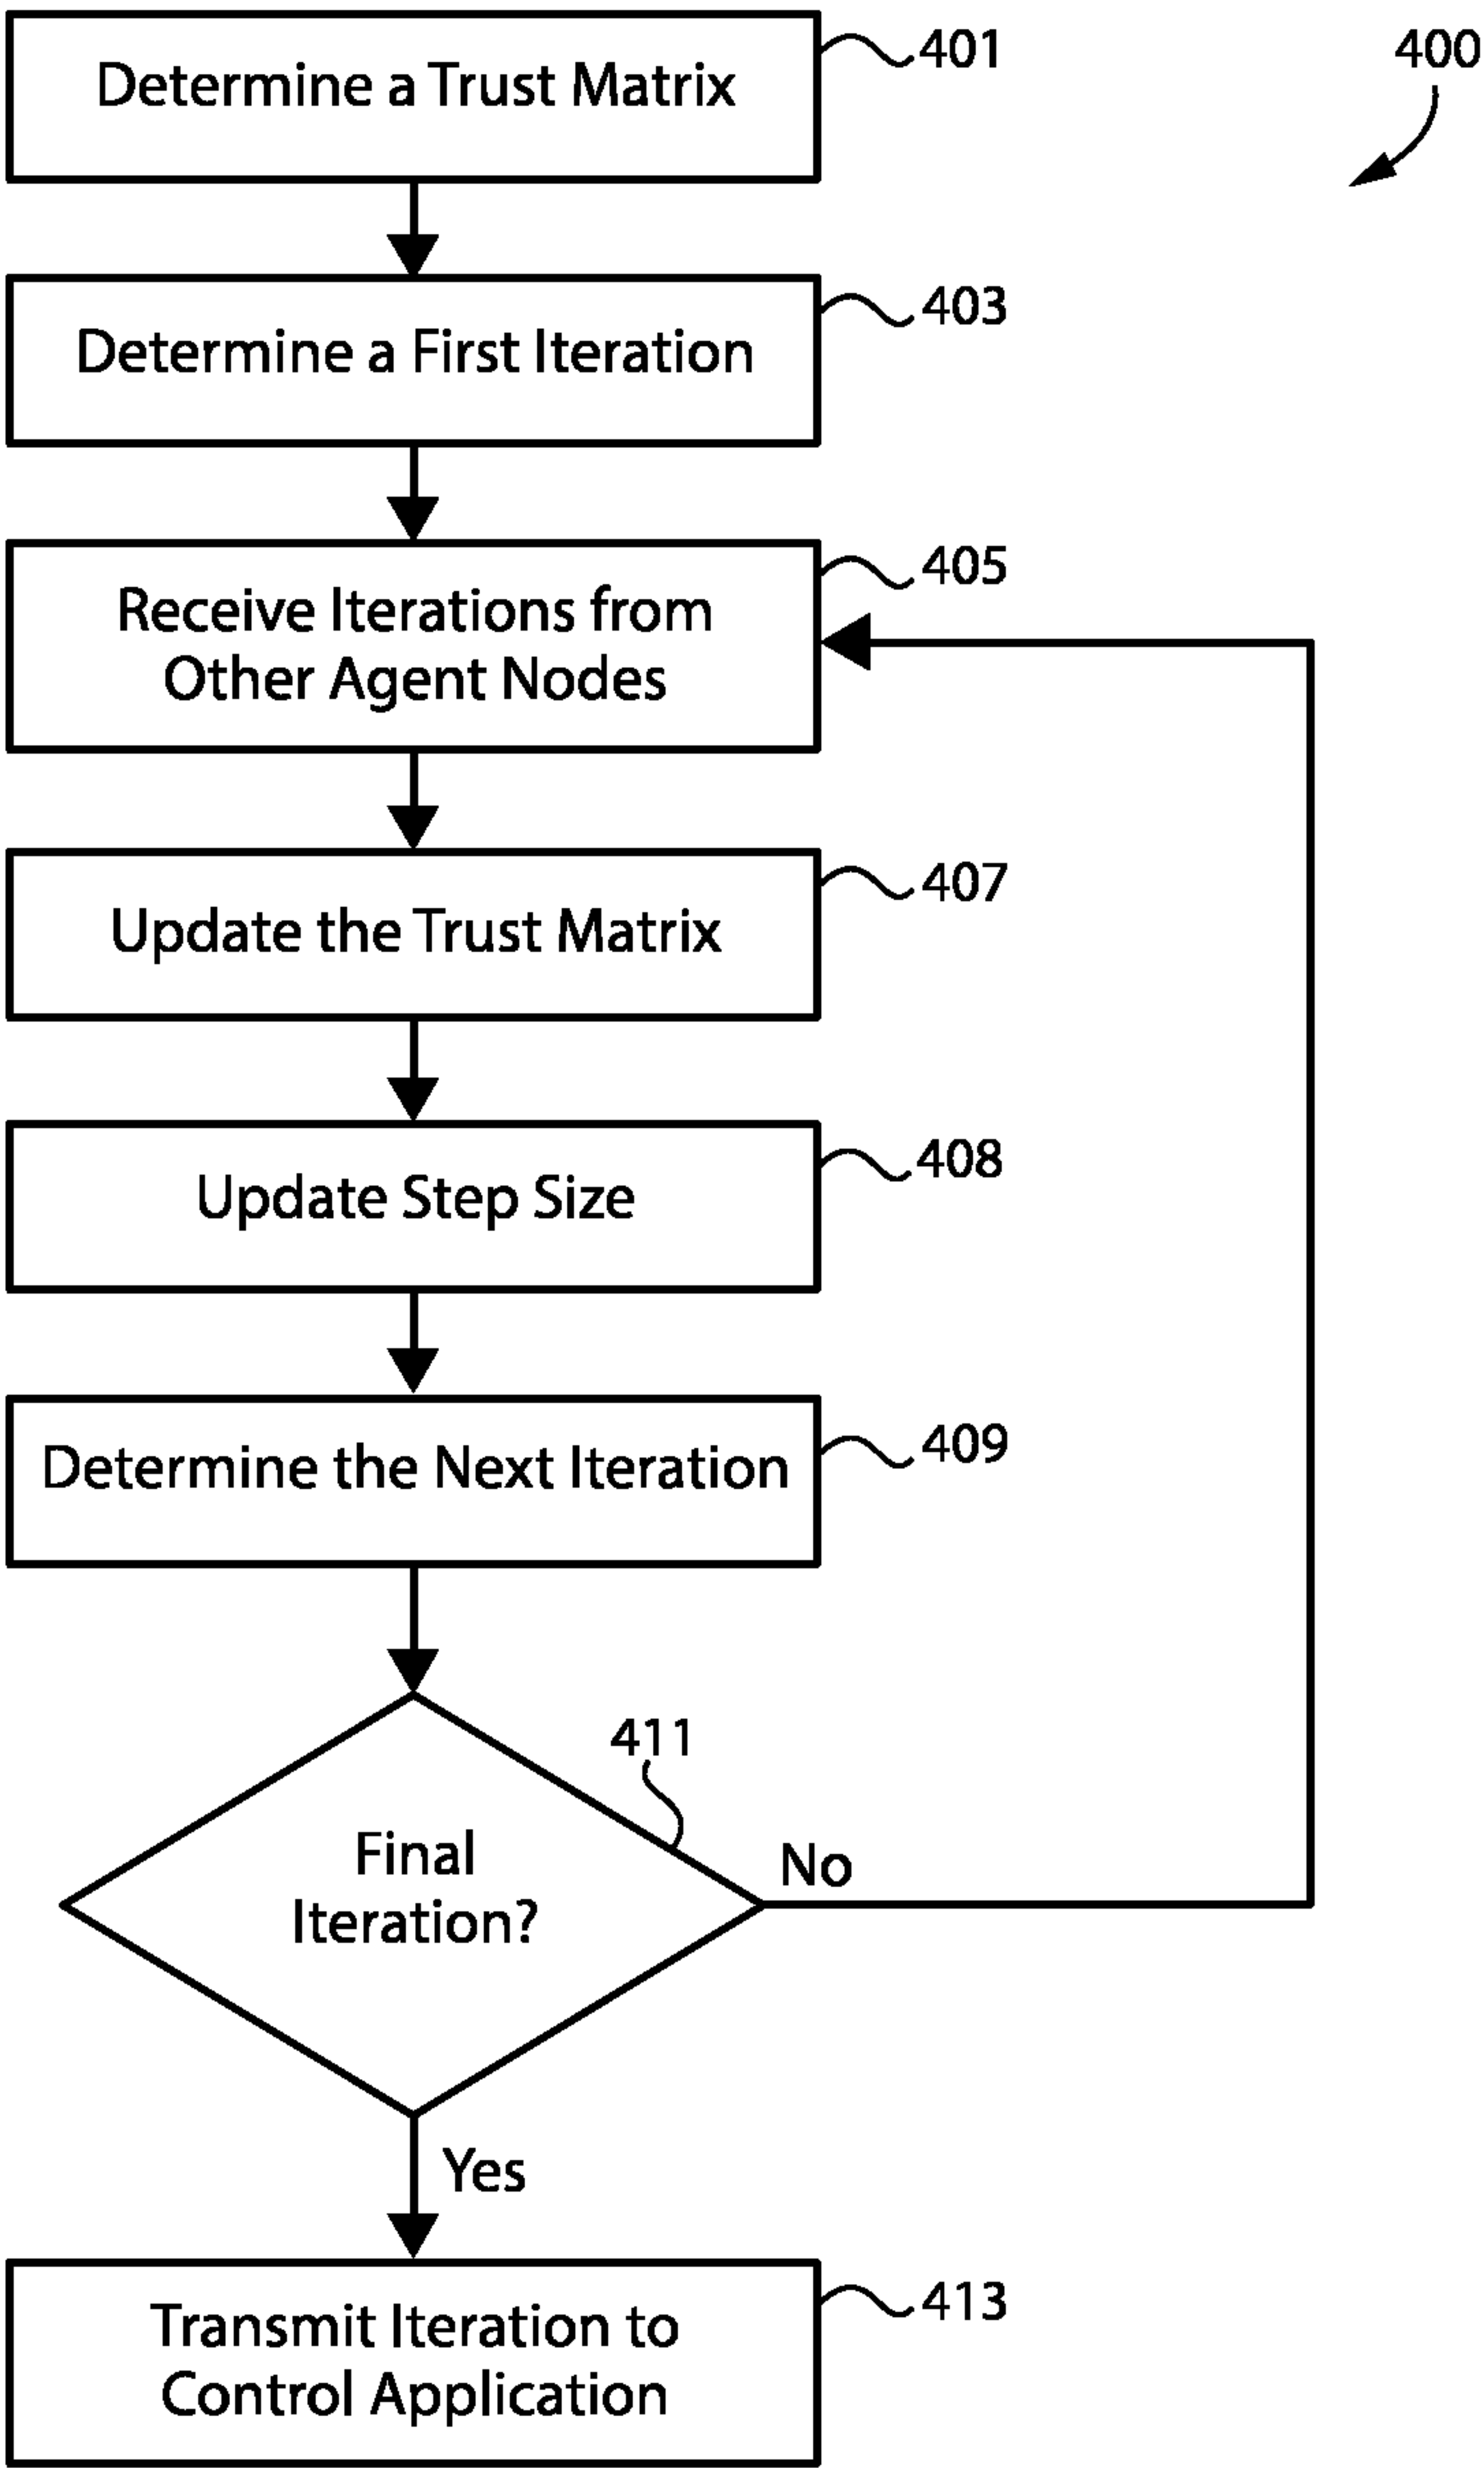 Determine a Trust Matrix
401
400
Determine a First Iteration
403
Receive Iterations from
Other Agent Nodes
405
Update the Trust Matrix
407
Update Step Size
408
Determine the Next Iteration
409
411
Final
Iteration?
No
Yes
Transmit Iteration to
Control Application
413